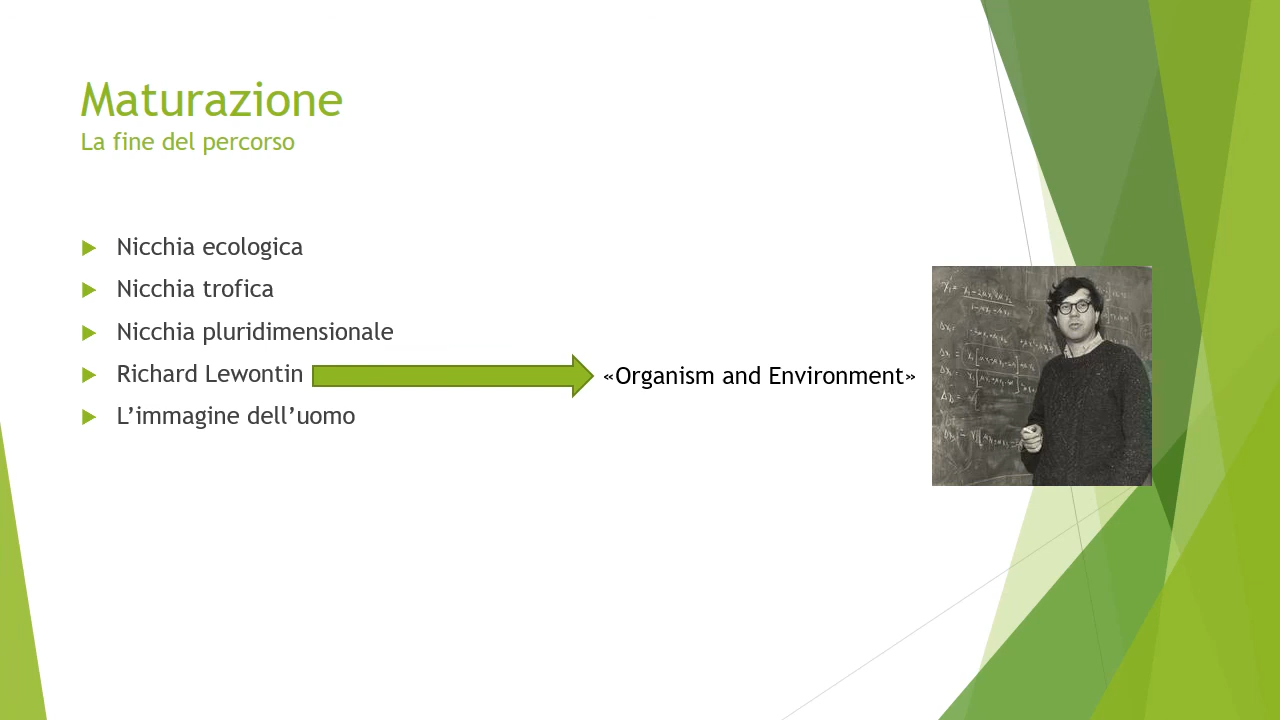 Maturazione
La fine del percorso
Nicchia ecologica
Nicchia trofica
Nicchia pluridimensionale
Richard Lewontin
«Organism and Environment»
L’immagine dell’uomo